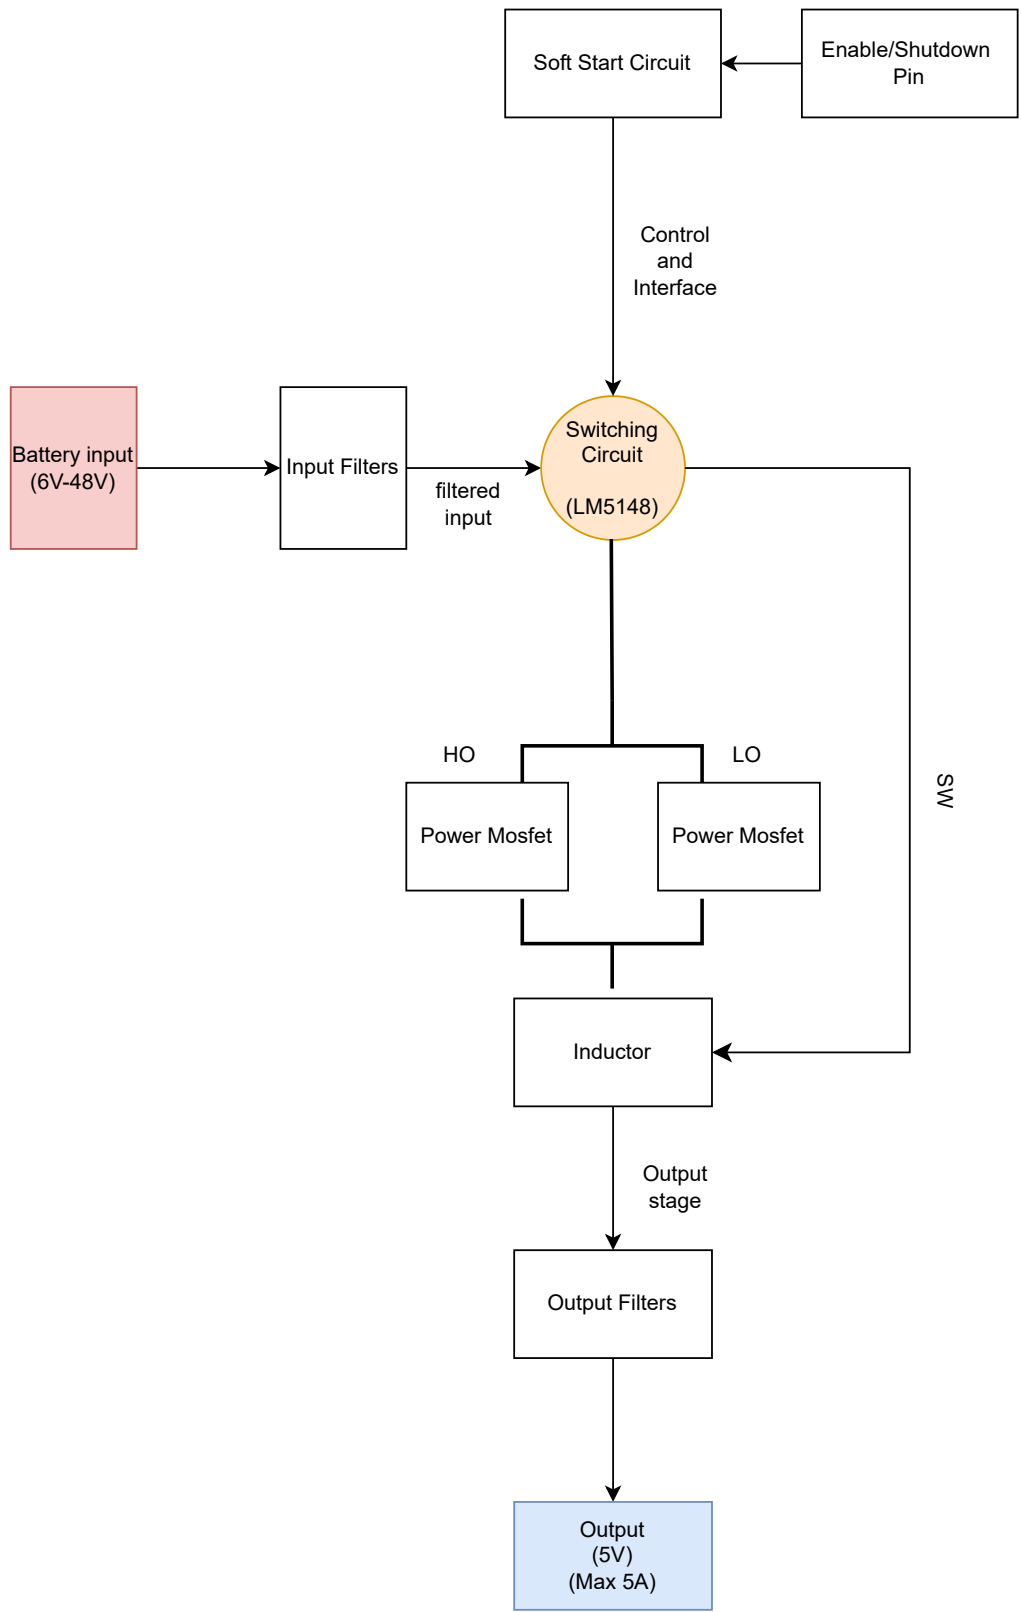 Soft Start Circuit
Enable/Shutdown
Pin
Control
and
Interface
Battery input
(6V-48V)
Input Filters
filtered
input
Switching
Circuit
(LM5148)
HO
LO
SW
Power Mosfet
Power Mosfet
Inductor
Output
stage
Output Filters
Output
(5V)
(Max 5A)